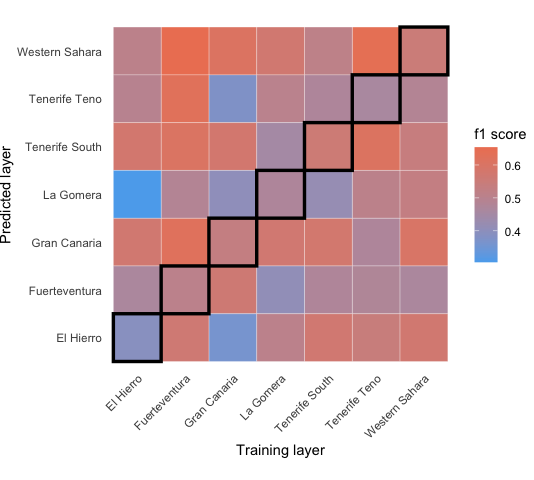 Western Sahara
Tenerife Teno
Tenerife South
La Gomera
Gran Canaria
Fuerteventura
El Hierro
Predicted layer
El Hierro
Fuerteventura
Gran Canaria
La Gomera
Tenerife South
Tenerife Teno
Western Sahara
Training layer
f1 score
0.6
0.5
0.4